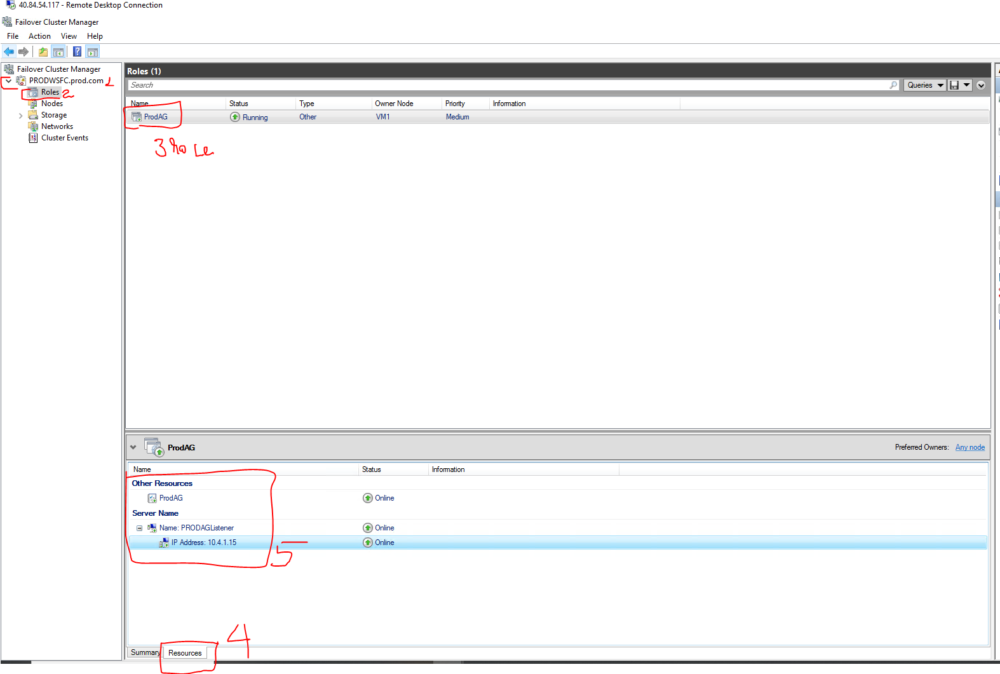 40.84.54.117 - Remote Desktop Connection
Failover Cluster Manager
File Action View Help
Failover Cluster Manager
PRODWSFC.prod.com 1
Roles 2
Nodes
Storage
Networks
Cluster Events
Roles (1)
Search
Queries
Name Status Type Owner Node Priority Information
ProdAG Running Other VM1 Medium
3 Role
ProdAG
Preferred Owners: Any node
Name Status Information
Other Resources
ProdAG Online
Server Name
Name: PRODAGListener Online
IP Address: 10.4.1.15 Online
5
4
Summary Resources